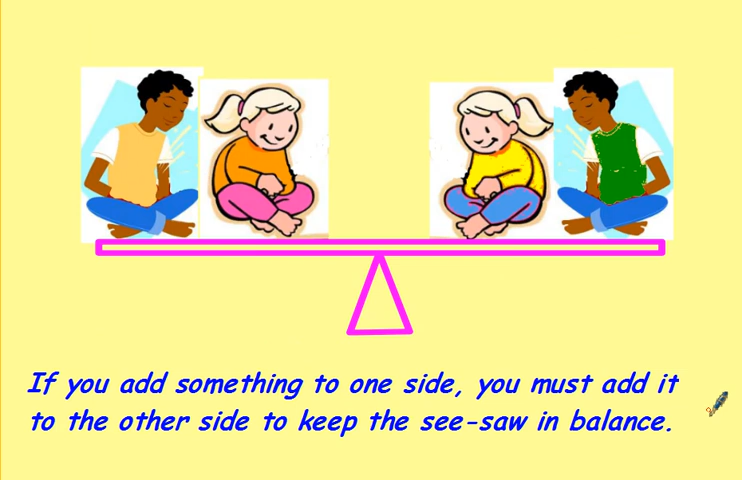 If you add something to one side, you must add it
to the other side to keep the see-saw in balance.